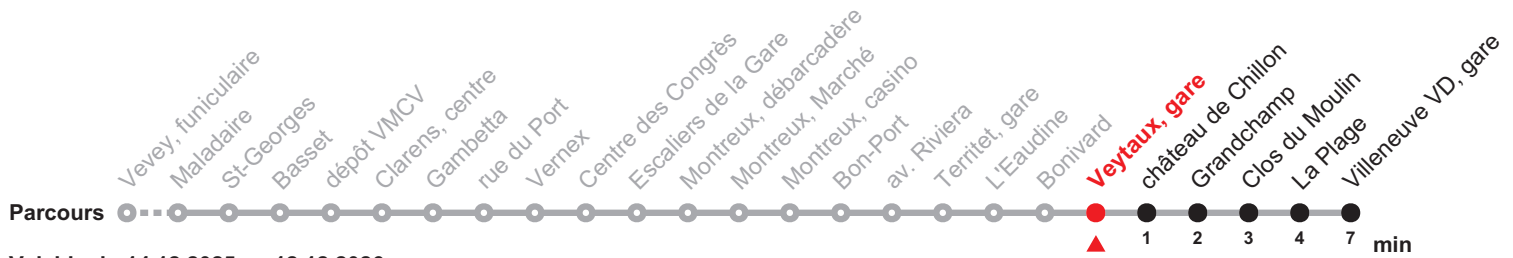 Vevey, funiculaire
Maladaire
St-Georges
Basset
dépôt VMCV
Clarens, centre
Gambetta
rue du Port
Vernex
Centre des Congrès
Escaliers de la Gare
Montreux, débarcadère
Montreux, Marché
Montreux, casino
Bon-Port
av. Riviera
Territet, gare
L'Eaudine
Bonivard
Veytaux, gare
château de Chillon
Grandchamp
Clos du Moulin
La Plage
Villeneuve VD, gare
Parcours
1 2 3 4 7 min